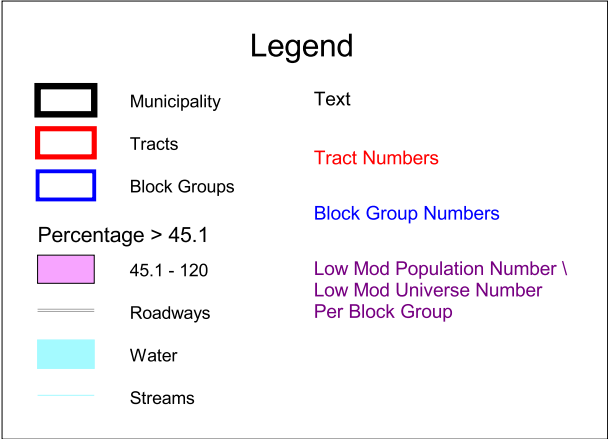 Legend
Municipality
Tracts
Block Groups
Percentage > 45.1
45.1 - 120
Roadways
Water
Streams
Text
Tract Numbers
Block Group Numbers
Low Mod Population Number \
Low Mod Universe Number
Per Block Group